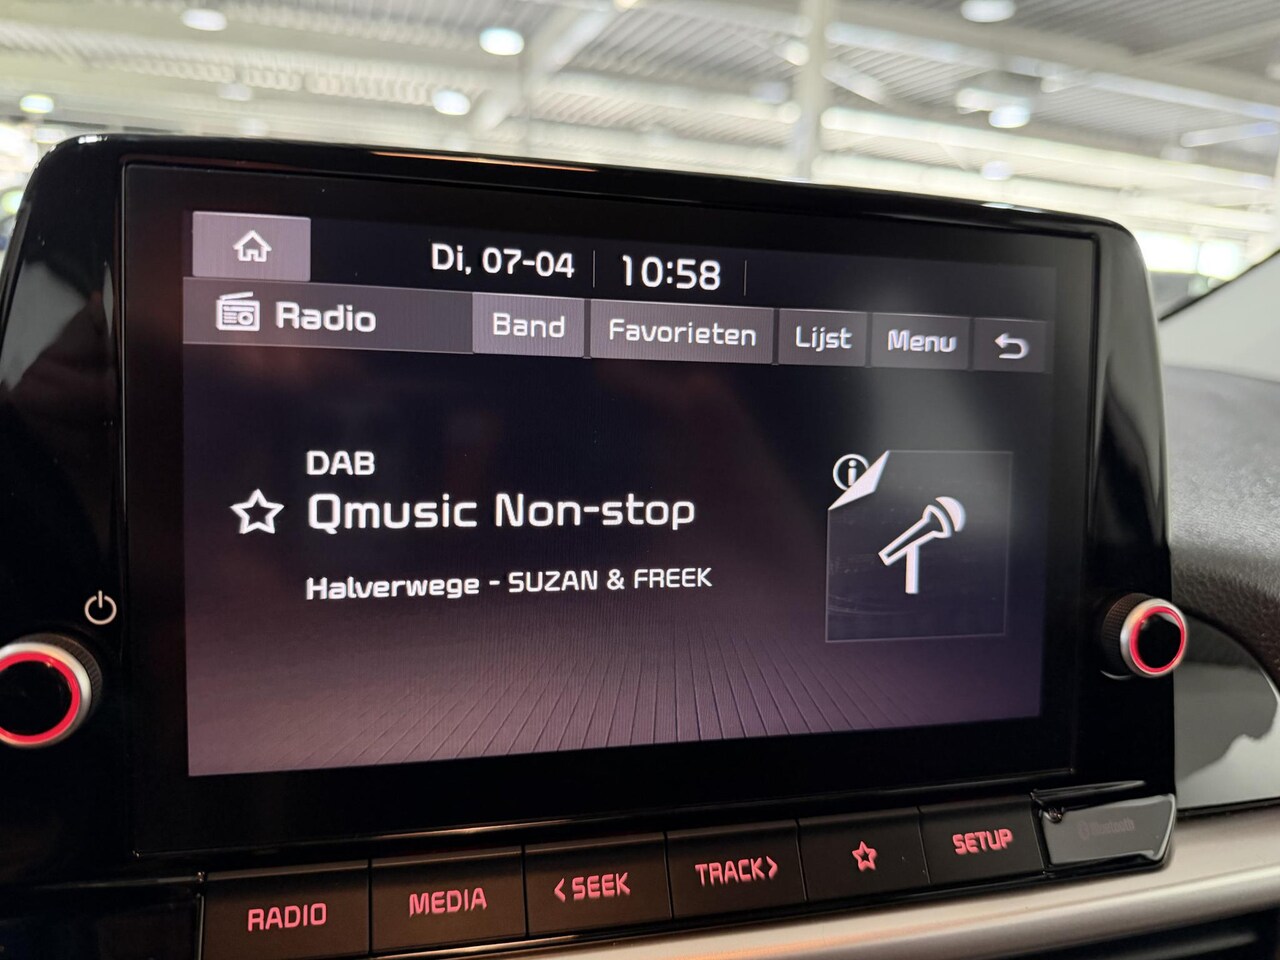 Di, 07-04 10:58
Radio Band Favorieten Lijst Menu
DAB
Qmusic Non-stop
Halverwege - SUZAN & FREEK
RADIO MEDIA < SEEK TRACK > SETUP Bluetooth